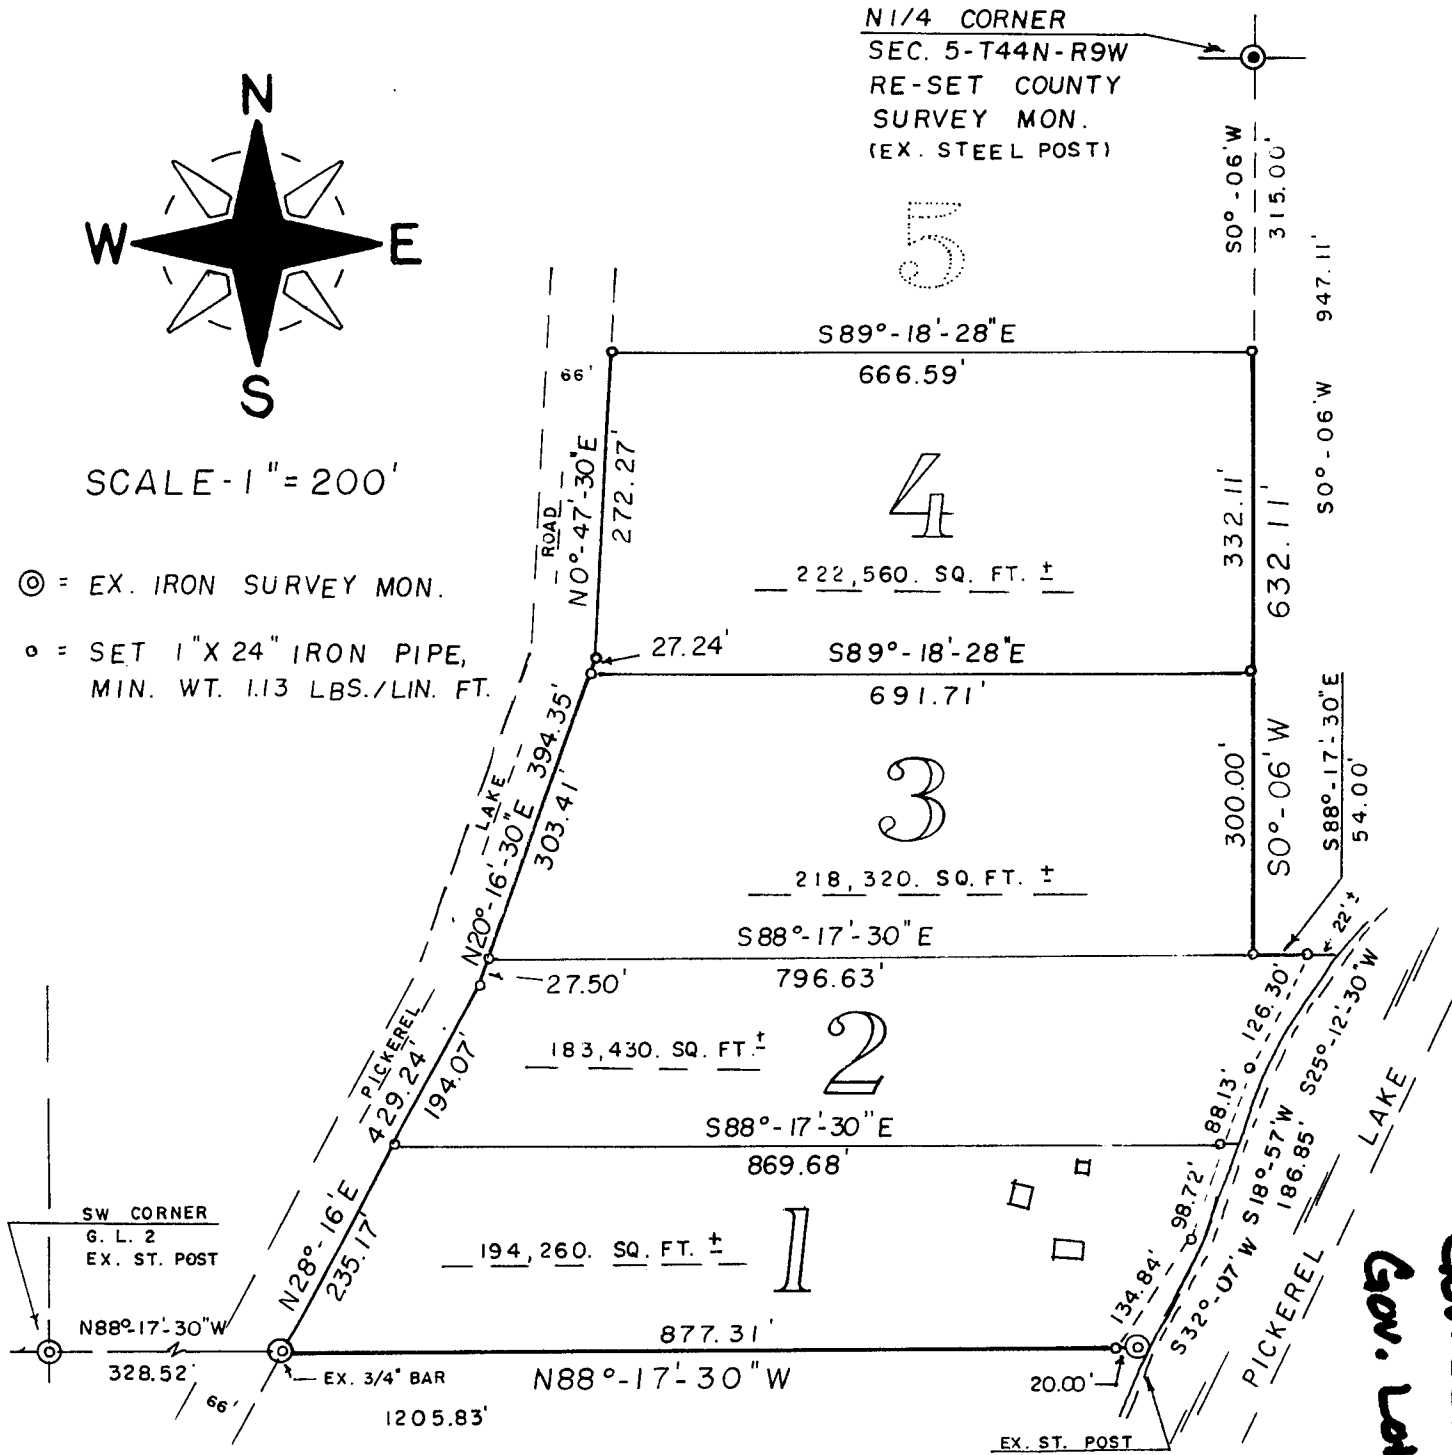 N1/4 CORNER
SEC. 5-T44N-R9W
RE-SET COUNTY
SURVEY MON.
(EX. STEEL POST)
N
W E
S
S0°-06'W
315.00'
947.11'
S0°-06'W
5
S89°-18'-28"E
666.59'
66'
SCALE-1"=200'
ROAD
N0°-47'-30"E
272.27'
4
222,560. SQ. FT. ±
332.11'
632.11'
= EX. IRON SURVEY MON.
= SET 1"X24" IRON PIPE,
MIN. WT. 1.13 LBS./LIN. FT.
27.24'
S89°-18'-28"E
691.71'
LAKE
N20°-16'-30"E 394.35'
303.41'
3
218,320. SQ. FT. ±
300.00'
S0°-06'W
S88°-17'-30"E
54.00'
22'±
S88°-17'-30"E
796.63'
27.50'
PICKEREL
429.24'
194.07'
183,430. SQ. FT. ±
2
126.30'
S25°-12'-30"W
88.13'
S88°-17'-30"E
869.68'
98.72'
S18°-57'W
186.85'
PICKEREL LAKE
SW CORNER
G. L. 2
EX. ST. POST
N28°-16'E
235.17'
194,260. SQ. FT. ±
1
134.84'
S32°-07'W
N88°-17'-30"W
328.52'
66'
EX. 3/4" BAR
877.31'
N88°-17'-30"W
1205.83'
20.00'
EX. ST. POST
Gov. Lot